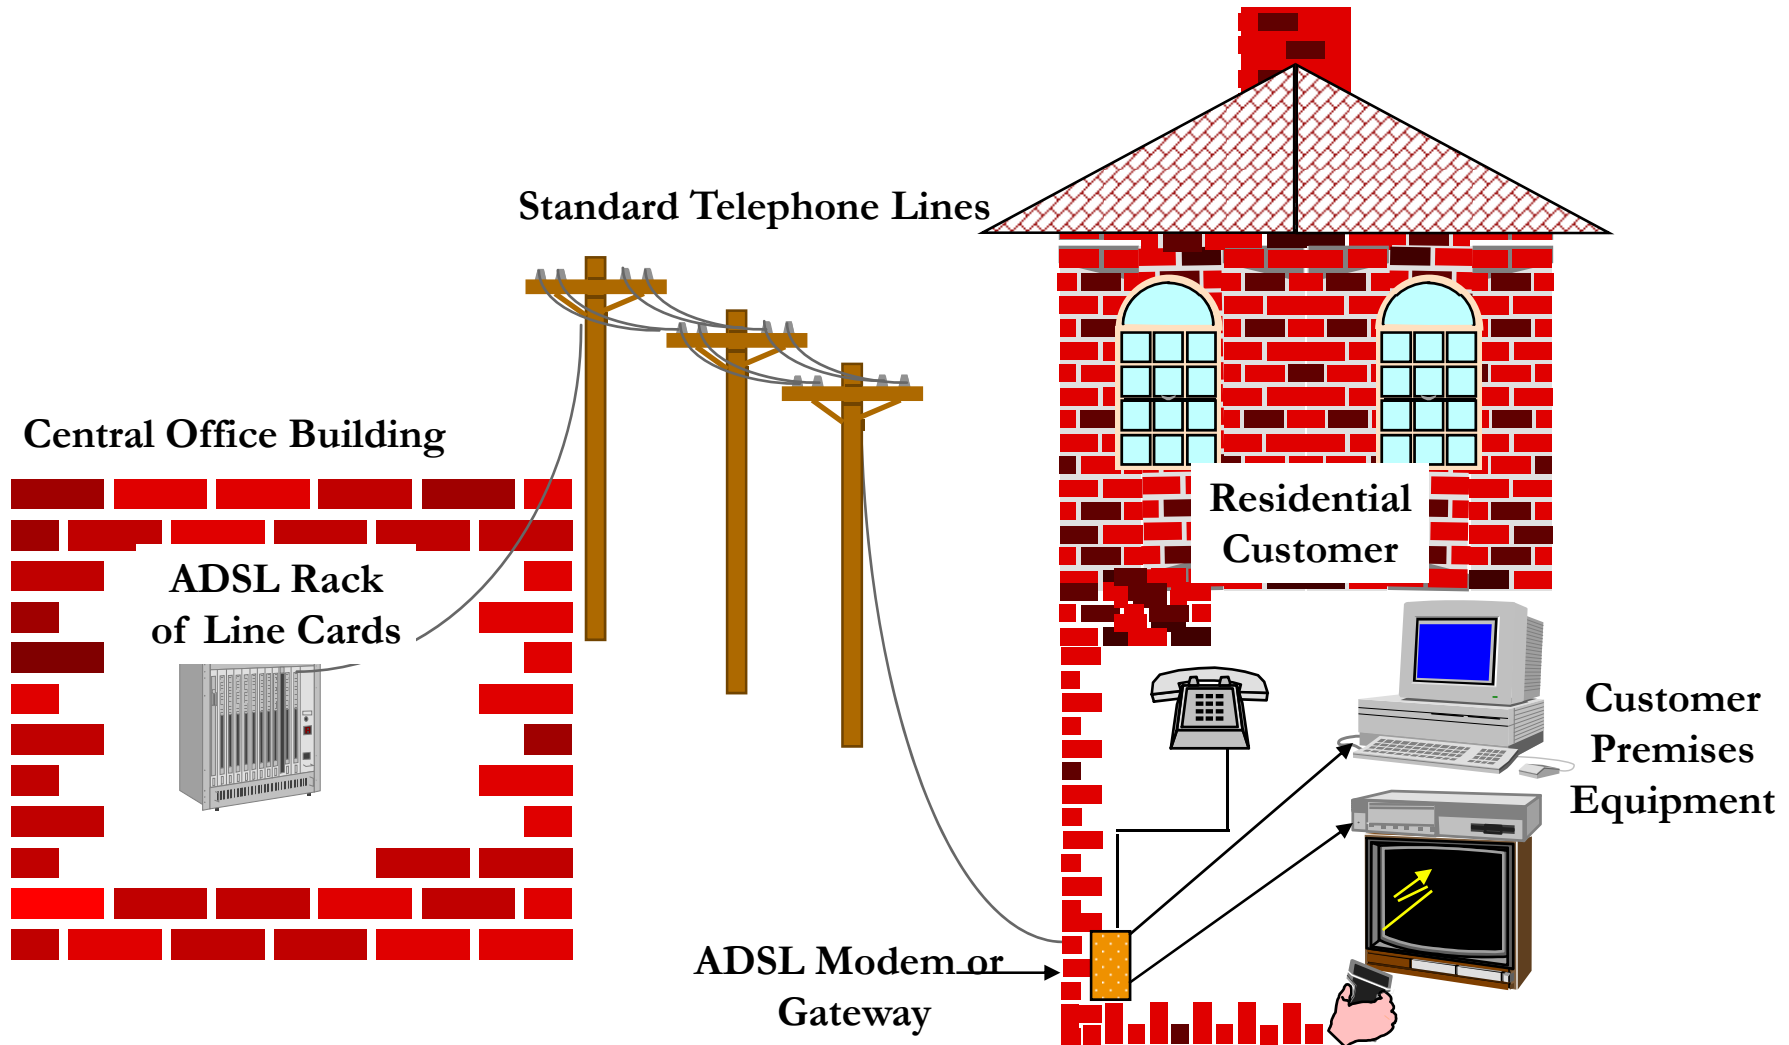 Standard Telephone Lines
Central Office Building
ADSL Rack
of Line Cards
Residential
Customer
Customer
Premises
Equipment
ADSL Modem or
Gateway